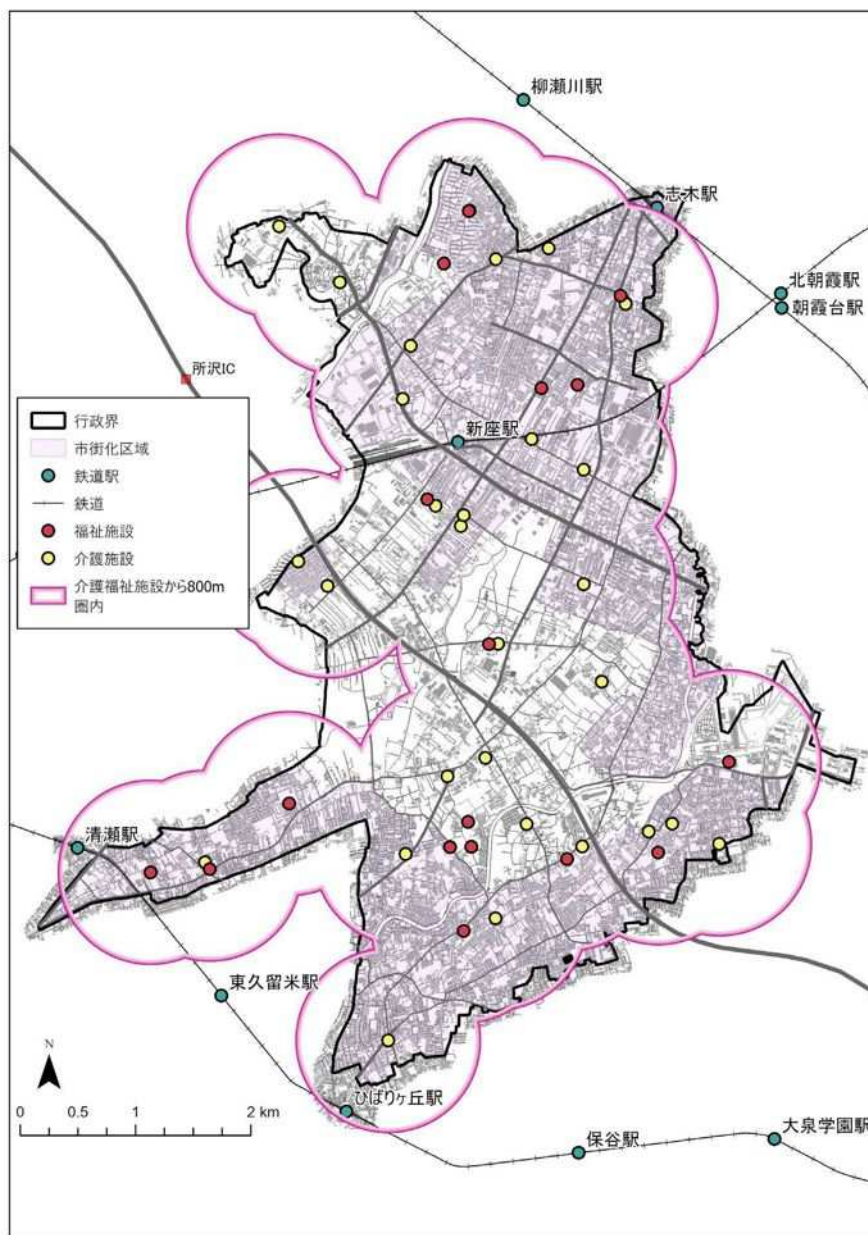 柳瀬川駅
志木駅
北朝霞駅
朝霞台駅
所沢IC
新座駅
行政界
市街化区域
鉄道駅
鉄道
福祉施設
介護施設
介護福祉施設から800m
圏内
清瀬駅
東久留米駅
ひばりヶ丘駅
保谷駅
大泉学園駅
N
0 0.5 1 2 km